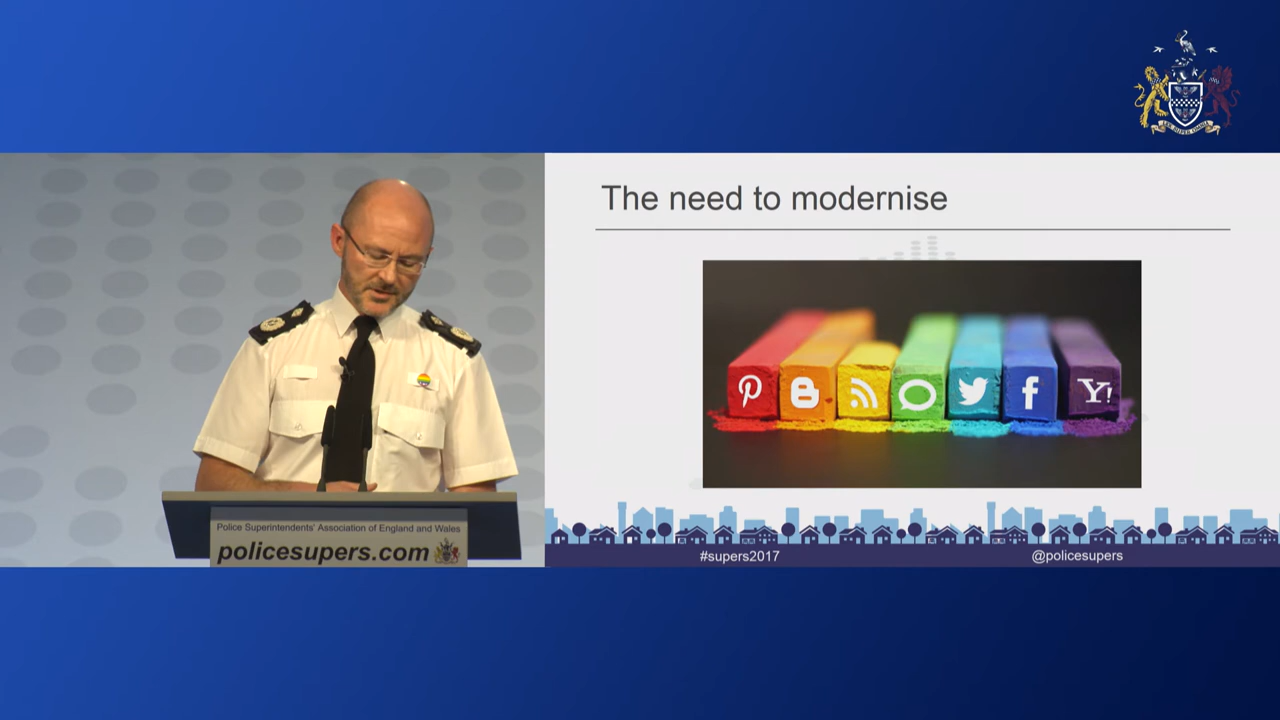 The need to modernise
Y!
Police Superintendents' Association of England and Wales
policesupers.com
#supers2017
@policesupers